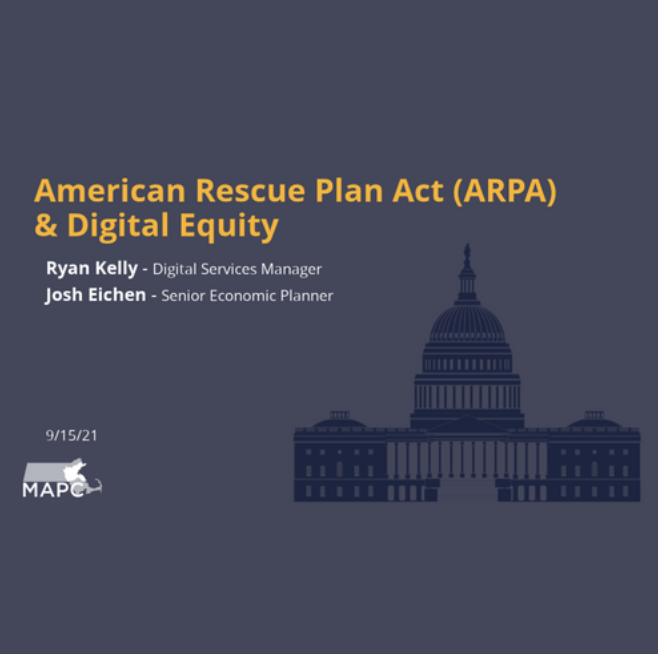 American Rescue Plan Act (ARPA)
& Digital Equity
Ryan Kelly - Digital Services Manager
Josh Eichen - Senior Economic Planner
9/15/21
MAPC